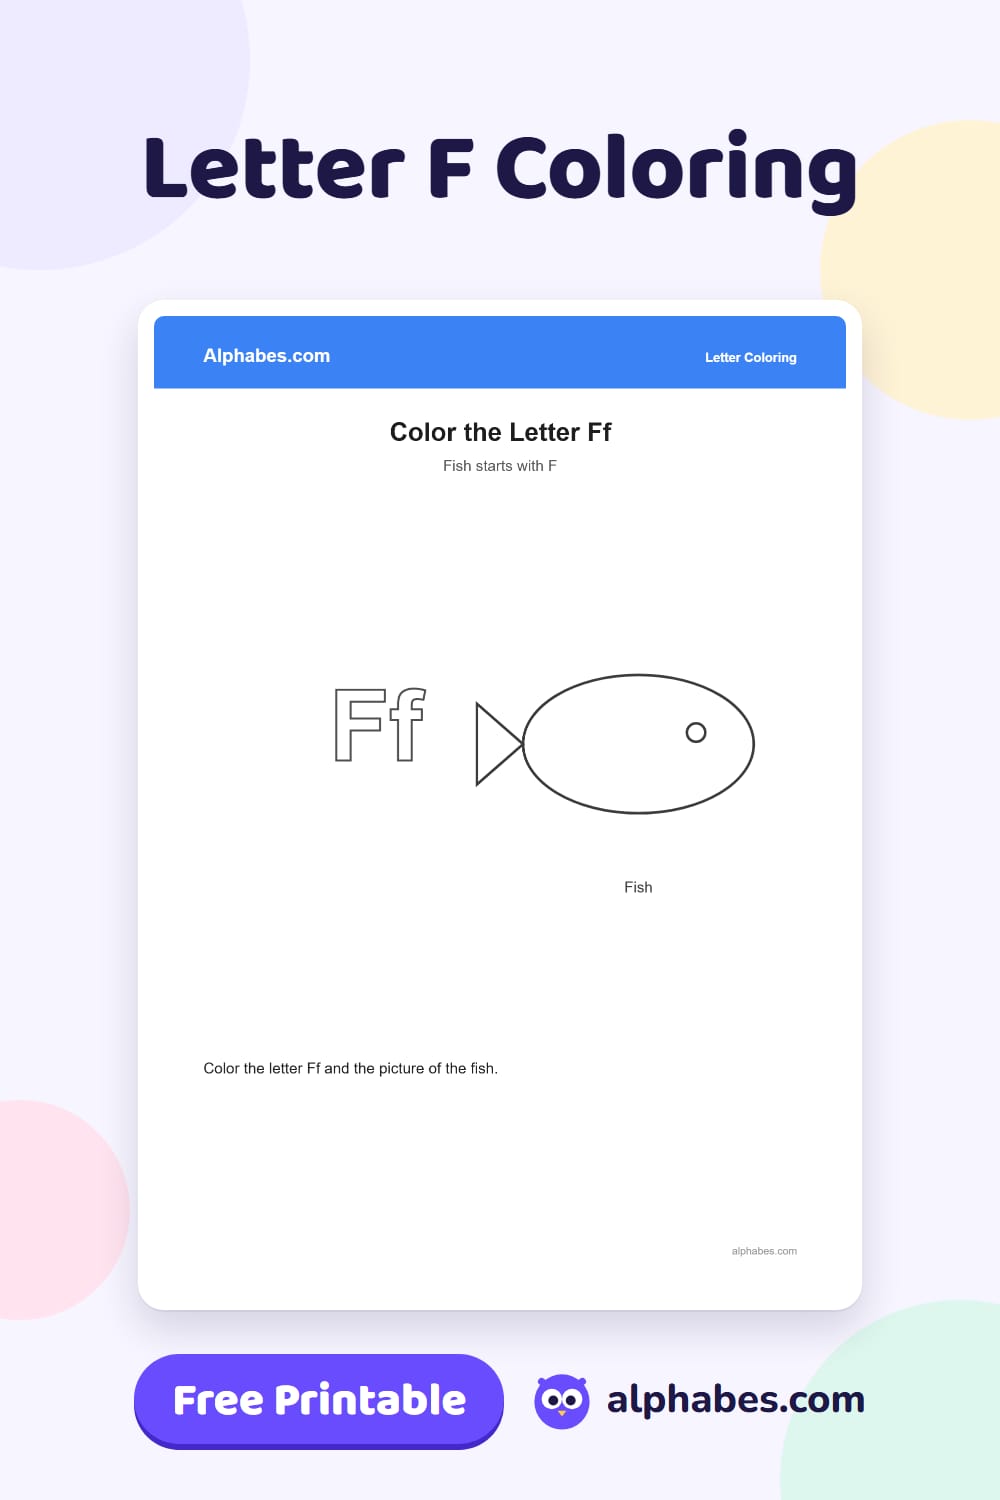 Letter F Coloring
Alphabes.com
Letter Coloring
Color the Letter Ff
Fish starts with F
Ff
Fish
Color the letter Ff and the picture of the fish.
alphabes.com
Free Printable
alphabes.com